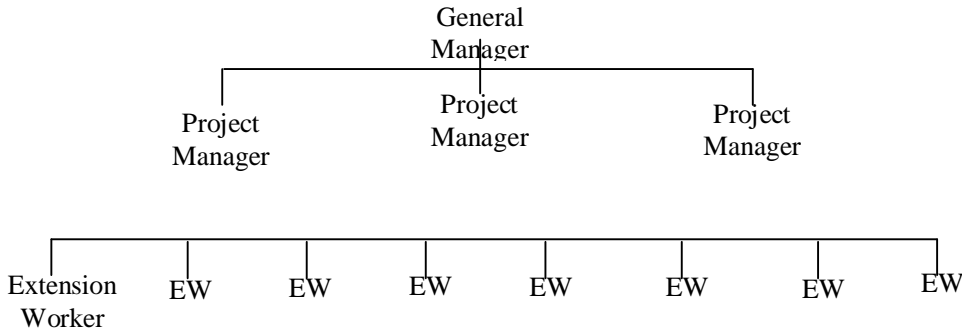 General
Manager
Project
Manager
Project
Manager
Project
Manager
Extension
Worker
EW
EW
EW
EW
EW
EW
EW